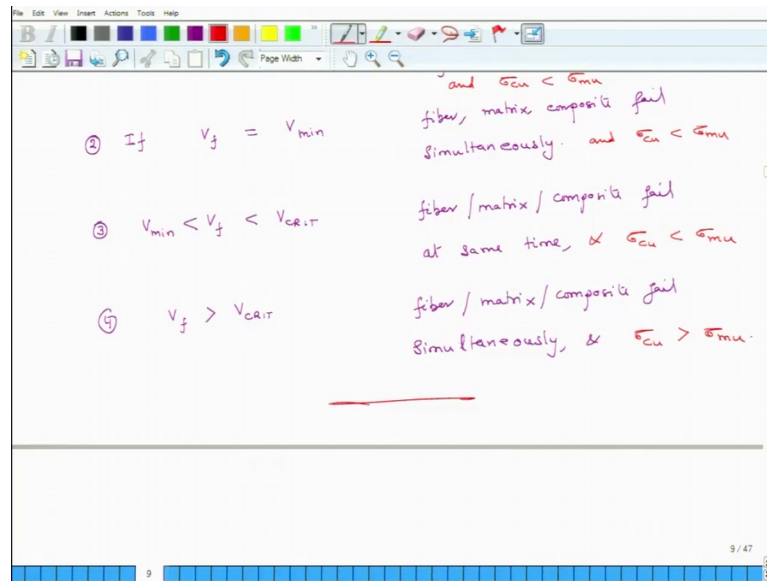 File Edit View Insert Actions Tools Help
B I
Page Width
and σcu < σmu
② If Vf = Vmin
fiber, matrix composite fail
simultaneously. and σcu < σmu
③ Vmin < Vf < VCRIT
fiber / matrix / composite fail
at same time, & σcu < σmu
④ Vf > VCRIT
fiber / matrix / composite fail
simultaneously, & σcu > σmu.
9 / 47
9